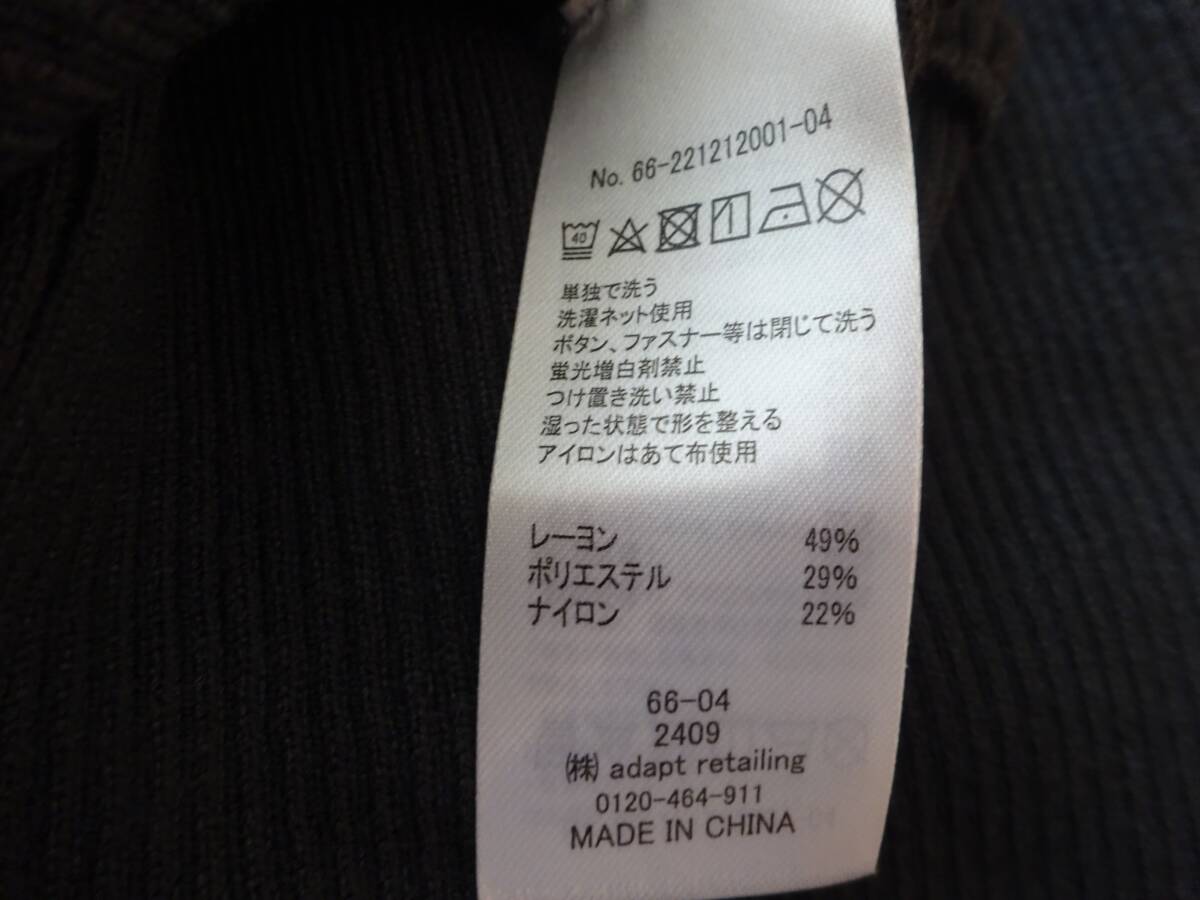 No. 66-221212001-04
40
単独で洗う
洗濯ネット使用
ボタン、ファスナー等は閉じて洗う
蛍光増白剤禁止
つけ置き洗い禁止
湿った状態で形を整える
アイロンはあて布使用
レーヨン 49%
ポリエステル 29%
ナイロン 22%
66-04
2409
㈱ adapt retailing
0120-464-911
MADE IN CHINA